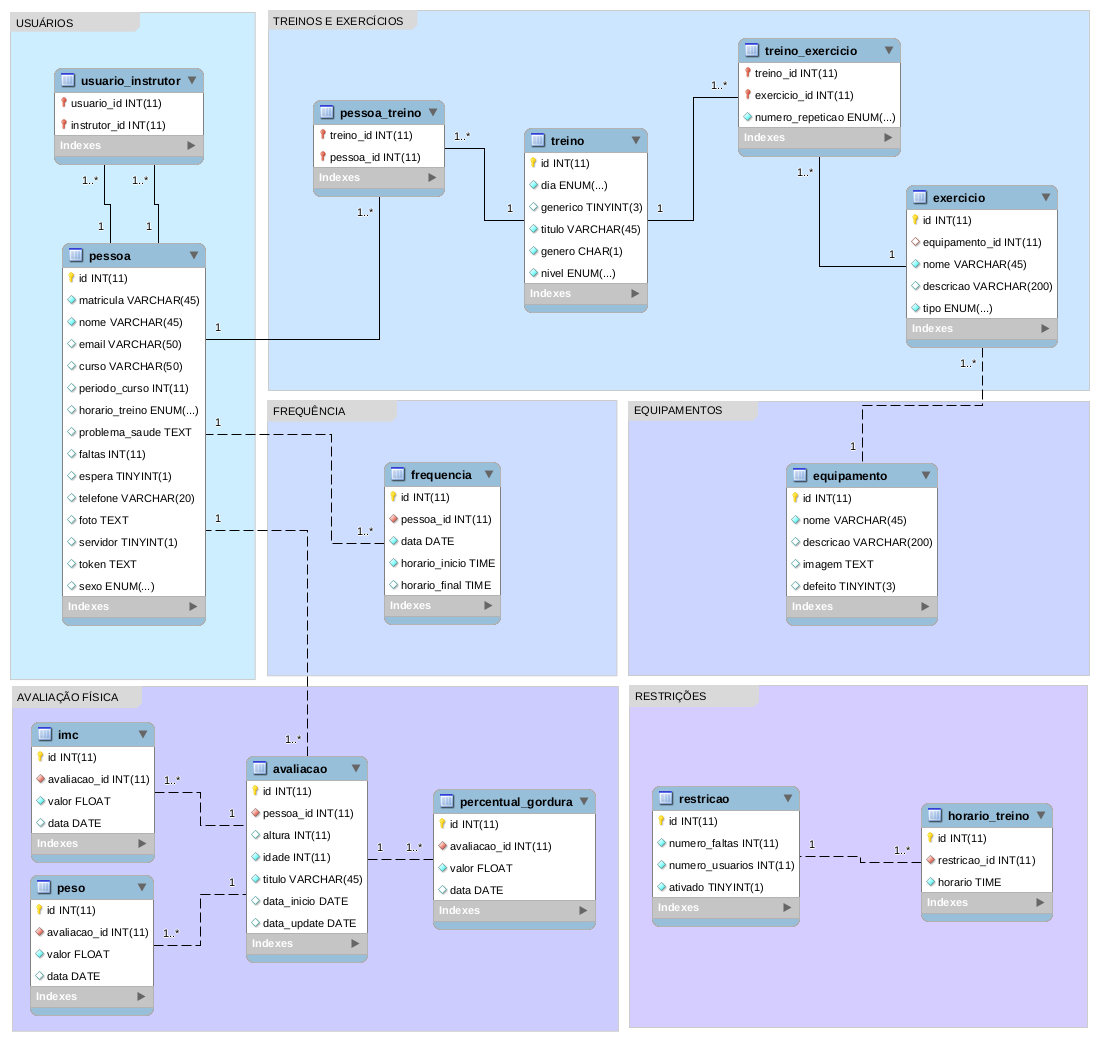 USUÁRIOS
usuario_instrutor
usuario_id INT(11)
instrutor_id INT(11)
Indexes
1..*
1..*
1
1
pessoa
id INT(11)
matricula VARCHAR(45)
nome VARCHAR(45)
email VARCHAR(50)
curso VARCHAR(50)
periodo_curso INT(11)
horario_treino ENUM(...)
problema_saude TEXT
faltas INT(11)
espera TINYINT(1)
telefone VARCHAR(20)
foto TEXT
servidor TINYINT(1)
token TEXT
sexo ENUM(...)
Indexes
1
1
1
TREINOS E EXERCÍCIOS
pessoa_treino
treino_id INT(11)
pessoa_id INT(11)
Indexes
1..*
1..*
1
treino
id INT(11)
dia ENUM(...)
generico TINYINT(3)
titulo VARCHAR(45)
genero CHAR(1)
nivel ENUM(...)
Indexes
1
1..*
treino_exercicio
treino_id INT(11)
exercicio_id INT(11)
numero_repeticao ENUM(...)
Indexes
1..*
1
exercicio
id INT(11)
equipamento_id INT(11)
nome VARCHAR(45)
descricao VARCHAR(200)
tipo ENUM(...)
Indexes
1..*
FREQUÊNCIA
frequencia
id INT(11)
pessoa_id INT(11)
data DATE
horario_inicio TIME
horario_final TIME
Indexes
1..*
EQUIPAMENTOS
1
equipamento
id INT(11)
nome VARCHAR(45)
descricao VARCHAR(200)
imagem TEXT
defeito TINYINT(3)
Indexes
AVALIAÇÃO FÍSICA
imc
id INT(11)
avaliacao_id INT(11)
valor FLOAT
data DATE
Indexes
1..*
1
peso
id INT(11)
avaliacao_id INT(11)
valor FLOAT
data DATE
Indexes
1..*
1
1..*
avaliacao
id INT(11)
pessoa_id INT(11)
altura INT(11)
idade INT(11)
titulo VARCHAR(45)
data_inicio DATE
data_update DATE
Indexes
1
1..*
percentual_gordura
id INT(11)
avaliacao_id INT(11)
valor FLOAT
data DATE
Indexes
RESTRIÇÕES
restricao
id INT(11)
numero_faltas INT(11)
numero_usuarios INT(11)
ativado TINYINT(1)
Indexes
1
1..*
horario_treino
id INT(11)
restricao_id INT(11)
horario TIME
Indexes